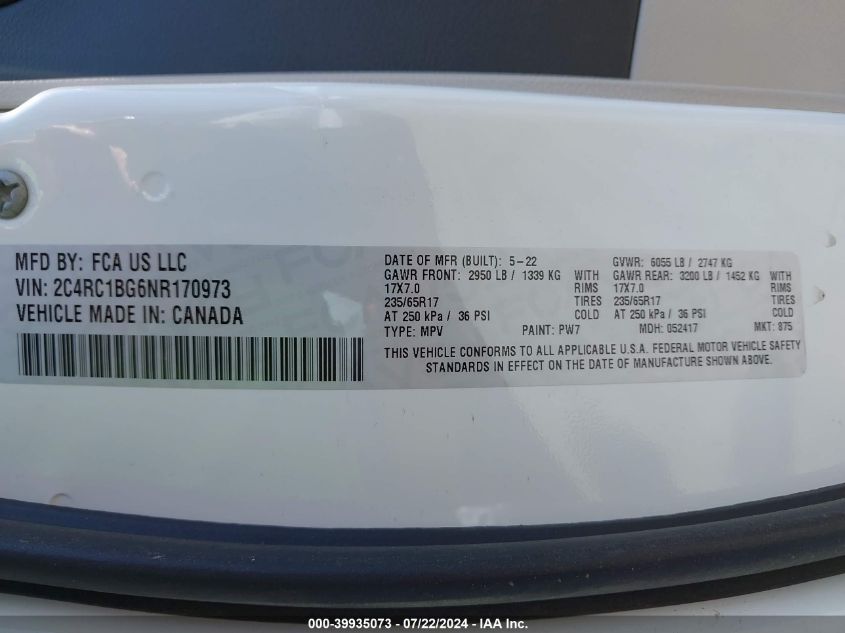 MFD BY: FCA US LLC
VIN: 2C4RC1BG6NR170973
VEHICLE MADE IN: CANADA
DATE OF MFR (BUILT): 5-22
GAWR FRONT: 2950 LB / 1339 KG WITH
17X7.0 RIMS
235/65R17 TIRES
AT 250 kPa / 36 PSI COLD
TYPE: MPV PAINT: PW7
GVWR: 6055 LB / 2747 KG
GAWR REAR: 3200 LB / 1452 KG WITH
17X7.0 RIMS
235/65R17 TIRES
AT 250 kPa / 36 PSI COLD
MDH: 052417 MKT: 875
THIS VEHICLE CONFORMS TO ALL APPLICABLE U.S.A. FEDERAL MOTOR VEHICLE SAFETY
STANDARDS IN EFFECT ON THE DATE OF MANUFACTURE SHOWN ABOVE.
000-39935073 - 07/22/2024 - IAA Inc.